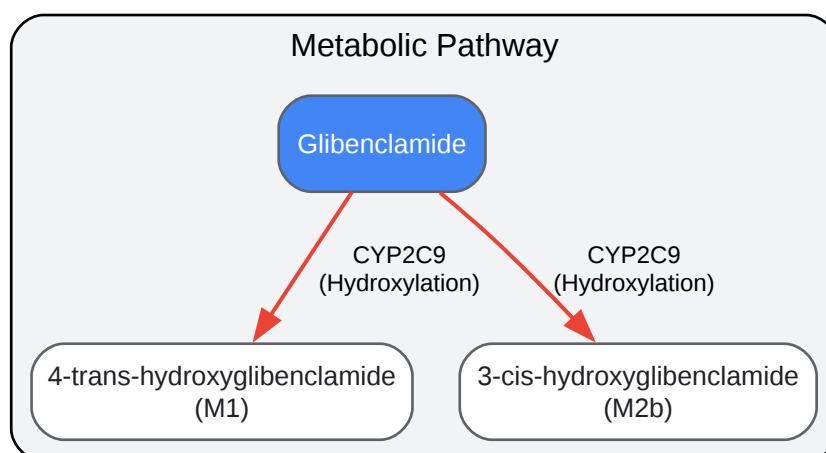 Metabolic Pathway
Glibenclamide
CYP2C9
(Hydroxylation)
CYP2C9
(Hydroxylation)
4-trans-hydroxyglibenclamide
(M1)
3-cis-hydroxyglibenclamide
(M2b)